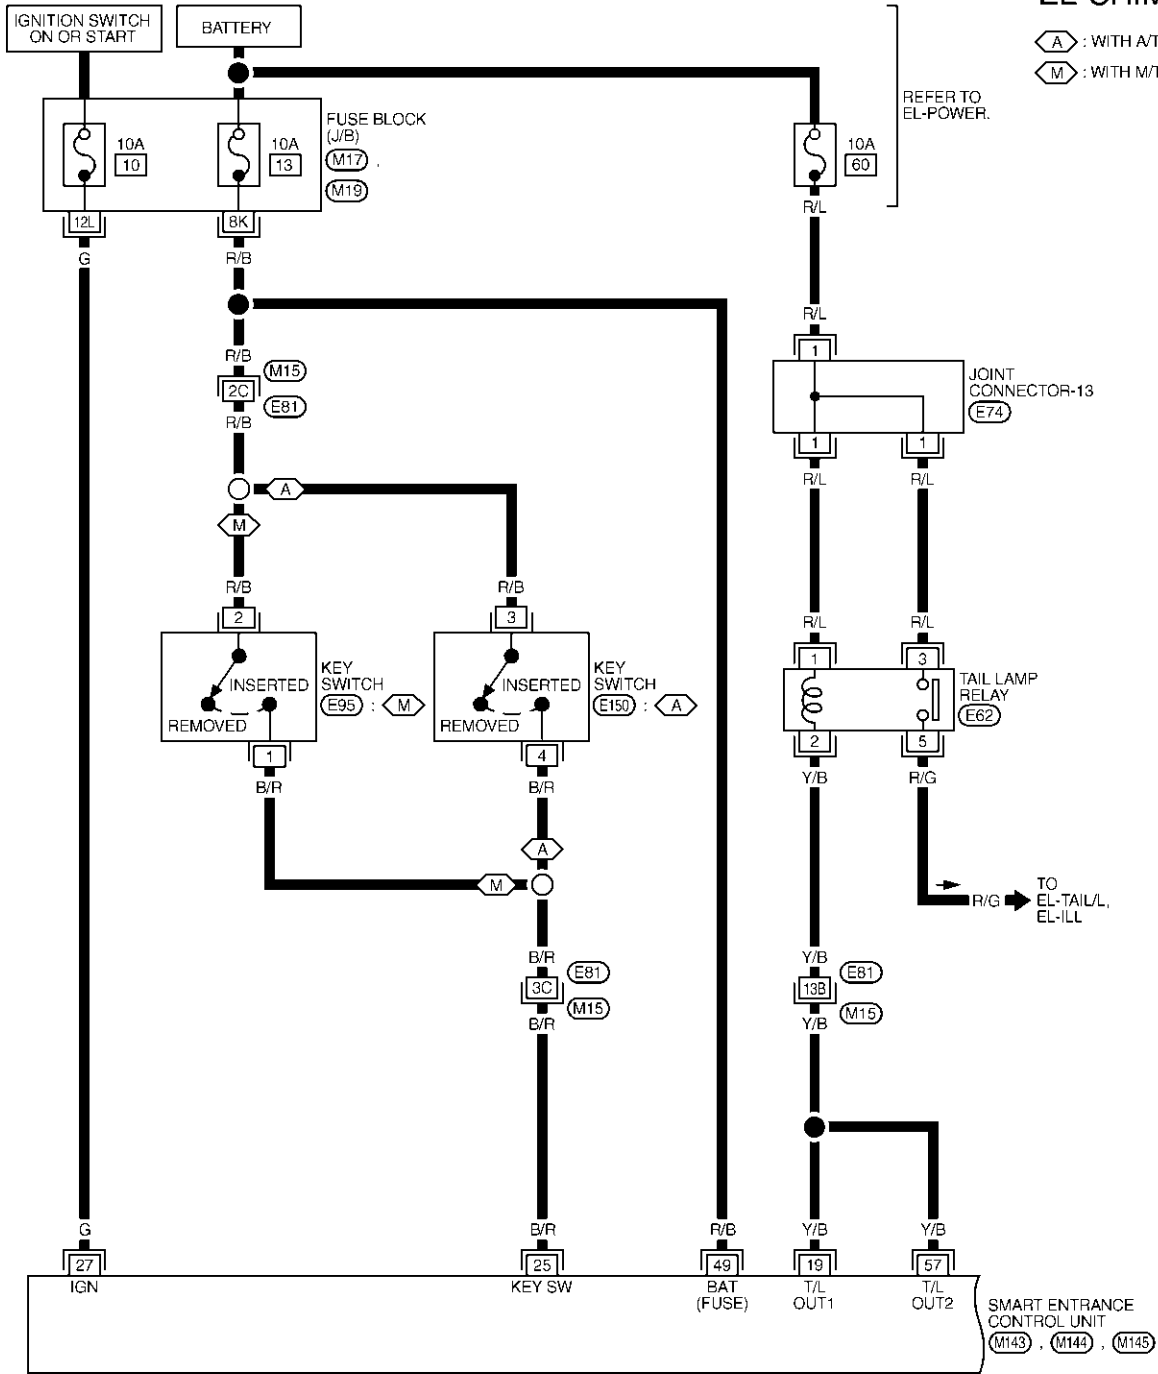 IGNITION SWITCH
ON OR START
BATTERY
A : WITH A/T
M : WITH M/T
REFER TO
EL-POWER.
FUSE BLOCK
(J/B)
M17 ,
M19
10A
10
10A
13
10A
60
12L
8K
R/L
G
R/B
R/L
R/B
M15
2C
E81
R/B
1
JOINT
CONNECTOR-13
E74
1
1
R/L
R/L
A
M
R/B
R/B
R/L
R/L
2
3
1
3
KEY
SWITCH
E95 : M
INSERTED
REMOVED
KEY
SWITCH
E150 : A
INSERTED
REMOVED
TAIL LAMP
RELAY
E62
1
4
2
5
B/R
B/R
Y/B
R/G
A
M
R/G
TO
EL-TAIL/L,
EL-ILL
B/R
E81
3C
M15
B/R
Y/B
E81
13B
M15
Y/B
G
B/R
R/B
Y/B
Y/B
27
25
49
19
57
IGN
KEY SW
BAT
(FUSE)
T/L
OUT1
T/L
OUT2
SMART ENTRANCE
CONTROL UNIT
M143 , M144 , M145